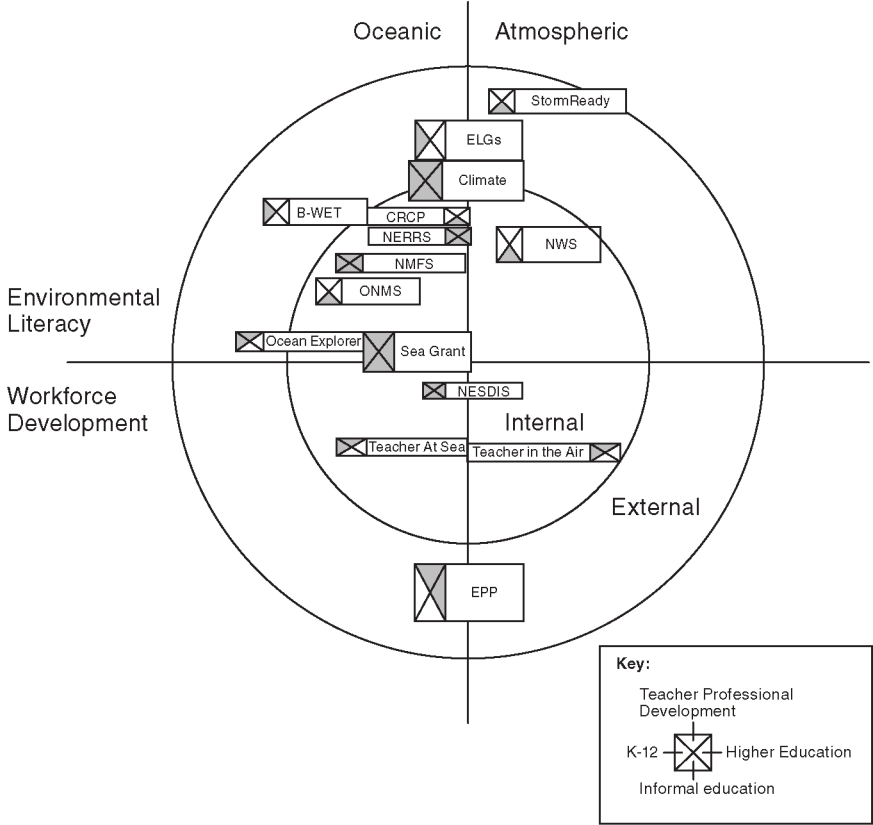 Oceanic
Atmospheric
StormReady
ELGs
Climate
B-WET
CRCP
NERRS
NWS
NMFS
ONMS
Environmental
Literacy
Ocean Explorer
Sea Grant
Workforce
Development
NESDIS
Internal
Teacher At Sea
Teacher in the Air
External
EPP
Key:
Teacher Professional
Development
K-12
Higher Education
Informal education